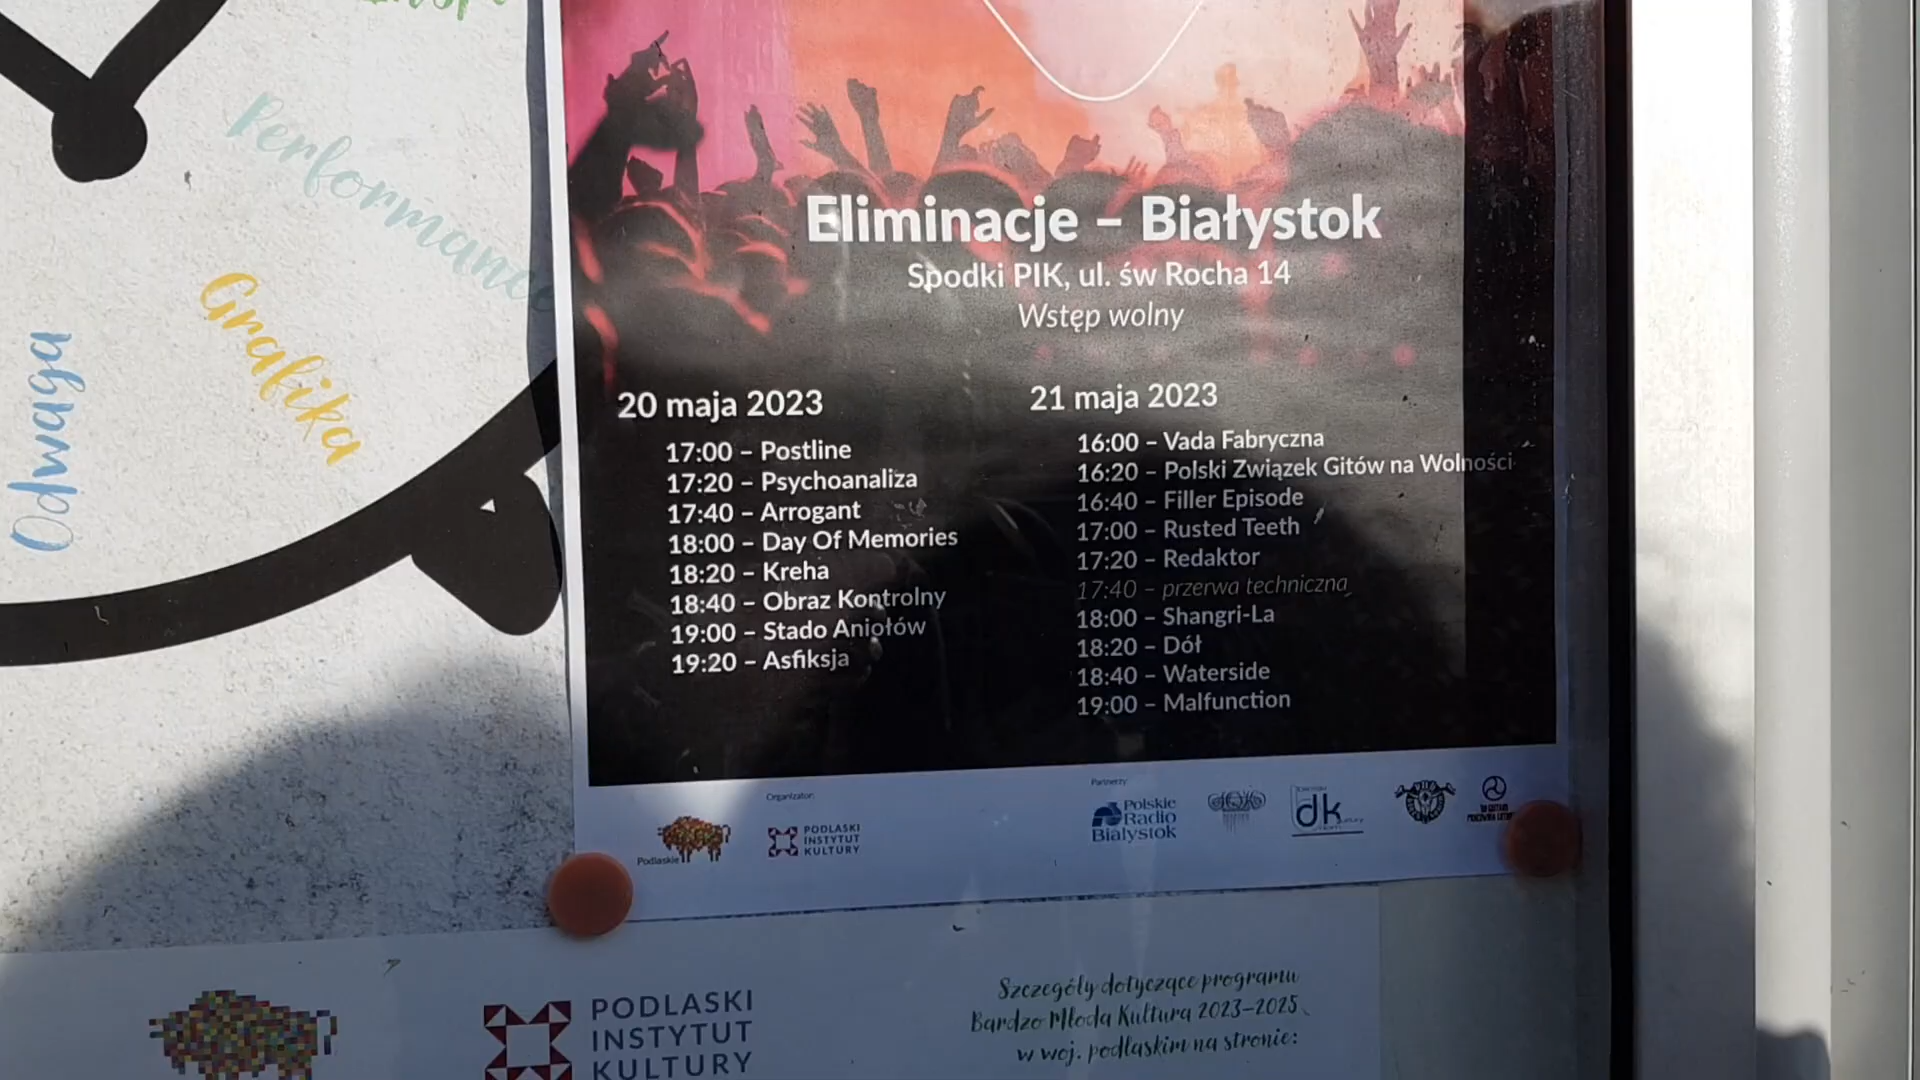 Performance
Grafika
Odwaga
Eliminacje – Białystok
Spodki PIK, ul. św Rocha 14
Wstęp wolny
20 maja 2023
17:00 – Postline
17:20 – Psychoanaliza
17:40 – Arrogant
18:00 – Day Of Memories
18:20 – Kreha
18:40 – Obraz Kontrolny
19:00 – Stado Aniołów
19:20 – Asfiksja
21 maja 2023
16:00 – Vada Fabryczna
16:20 – Polski Związek Gitów na Wolności
16:40 – Filler Episode
17:00 – Rusted Teeth
17:20 – Redaktor
17:40 – przerwa techniczna
18:00 – Shangri-La
18:20 – Dół
18:40 – Waterside
19:00 – Malfunction
Organizator:
Podlaskie
PODLASKI
INSTYTUT
KULTURY
Partnerzy:
Polskie
Radio
Białystok
dk
PODLASKI
INSTYTUT
KULTURY
Szczegóły dotyczące programu
Bardzo Młoda Kultura 2023–2025
w woj. podlaskim na stronie: